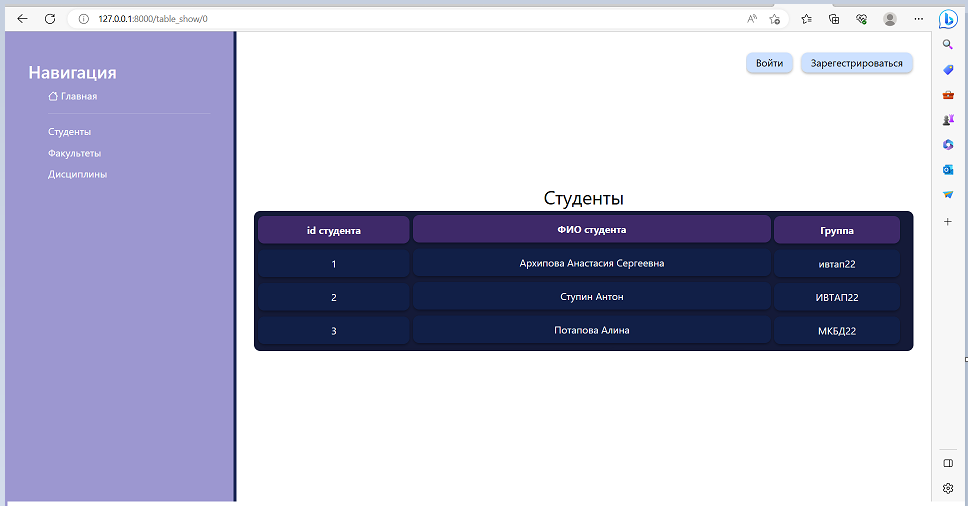 127.0.0.1:8000/table_show/0
Навигация
Главная
Студенты
Факультеты
Дисциплины
Войти Зарегестрироваться
Студенты
id студента ФИО студента Группа
1 Архипова Анастасия Сергеевна ивтап22
2 Ступин Антон ИВТАП22
3 Потапова Алина МКБД22